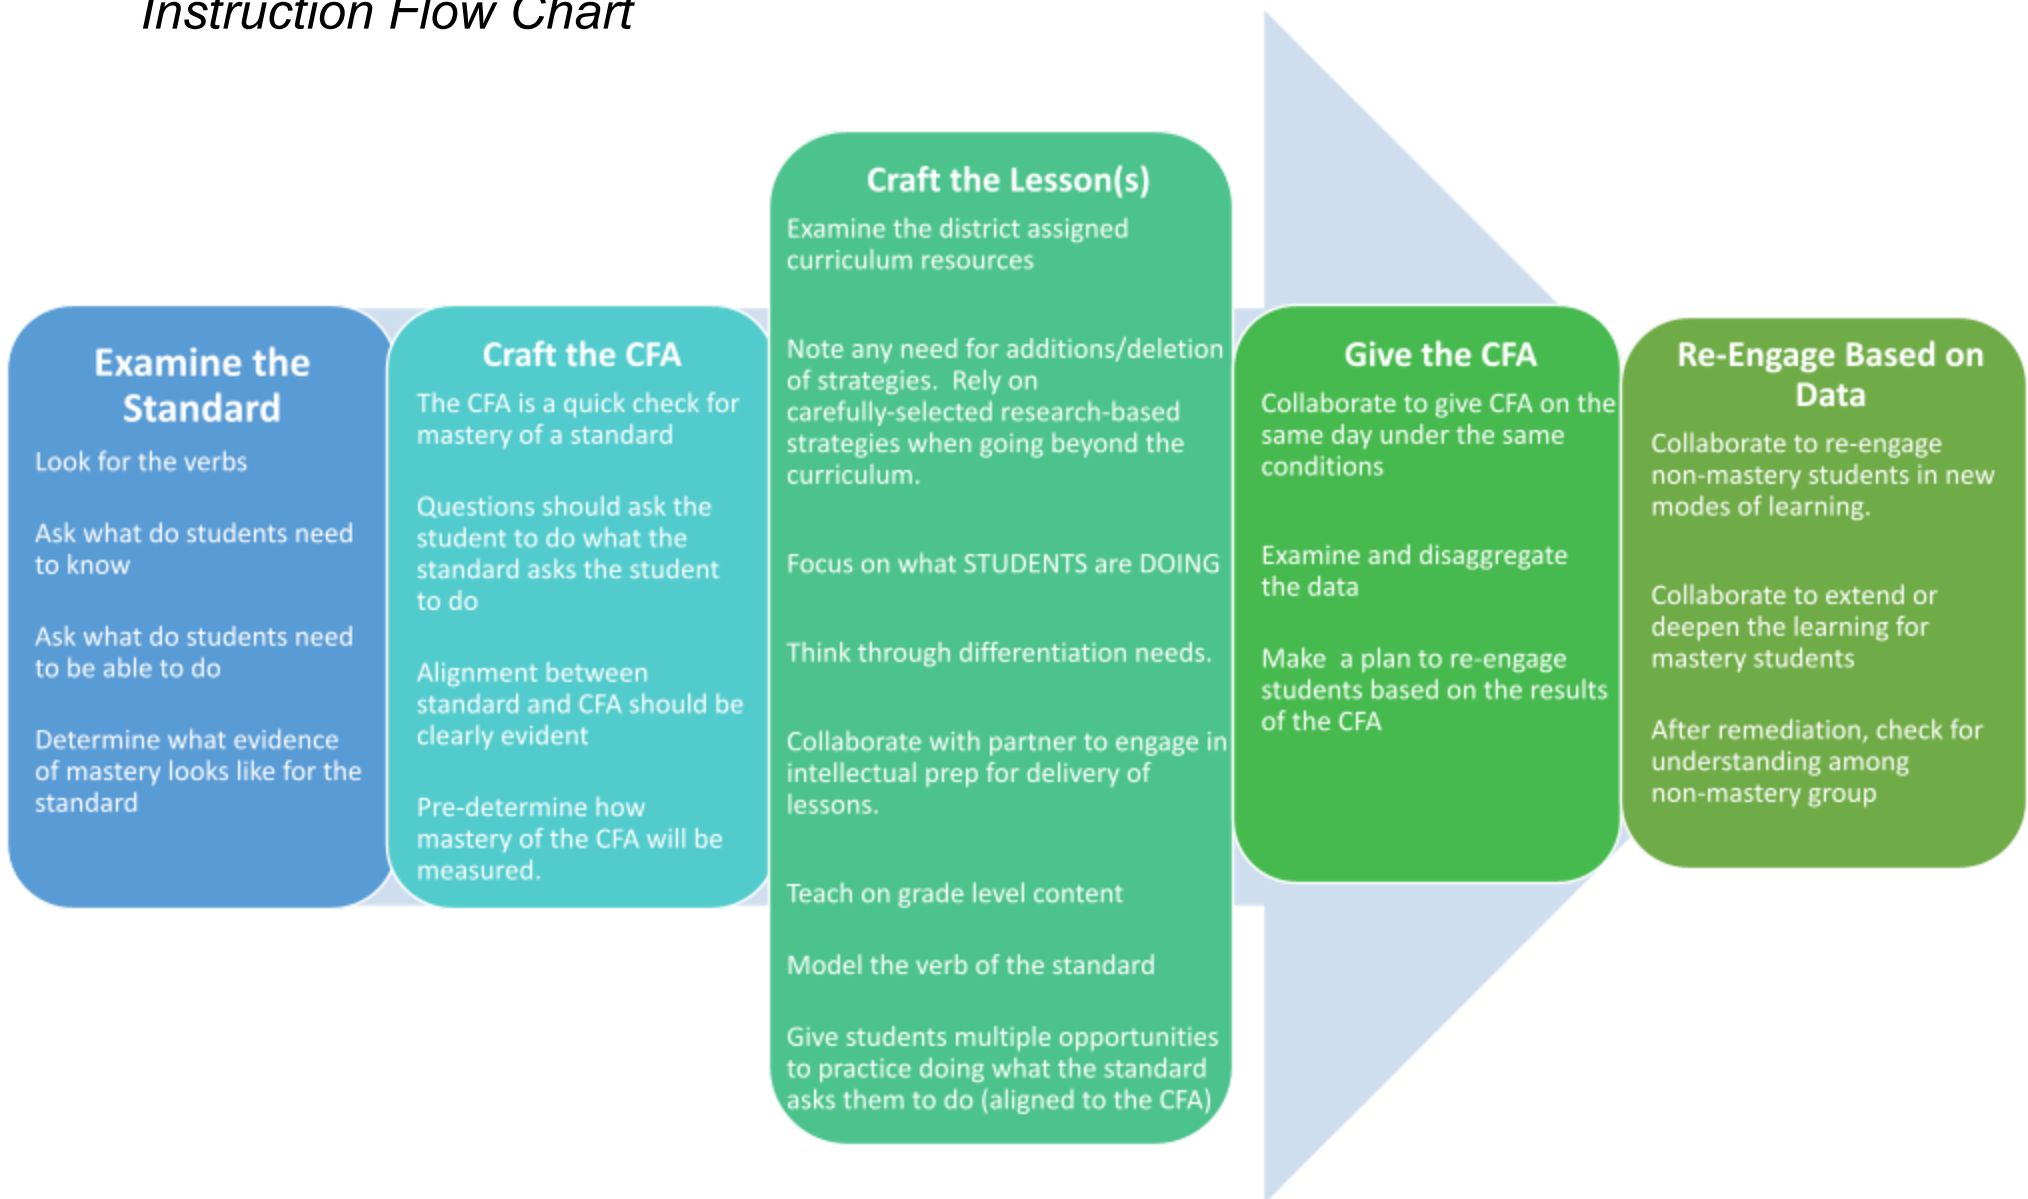 Instruction Flow Chart
Examine the
Standard
Look for the verbs
Ask what do students need
to know
Ask what do students need
to be able to do
Determine what evidence
of mastery looks like for the
standard
Craft the CFA
The CFA is a quick check for
mastery of a standard
Questions should ask the
student to do what the
standard asks the student
to do
Alignment between
standard and CFA should be
clearly evident
Pre-determine how
mastery of the CFA will be
measured.
Craft the Lesson(s)
Examine the district assigned
curriculum resources
Note any need for additions/deletion
of strategies.  Rely on
carefully-selected research-based
strategies when going beyond the
curriculum.
Focus on what STUDENTS are DOING
Think through differentiation needs.
Collaborate with partner to engage in
intellectual prep for delivery of
lessons.
Teach on grade level content
Model the verb of the standard
Give students multiple opportunities
to practice doing what the standard
asks them to do (aligned to the CFA)
Give the CFA
Collaborate to give CFA on the
same day under the same
conditions
Examine and disaggregate
the data
Make  a plan to re-engage
students based on the results
of the CFA
Re-Engage Based on
Data
Collaborate to re-engage
non-mastery students in new
modes of learning.
Collaborate to extend or
deepen the learning for
mastery students
After remediation, check for
understanding among
non-mastery group